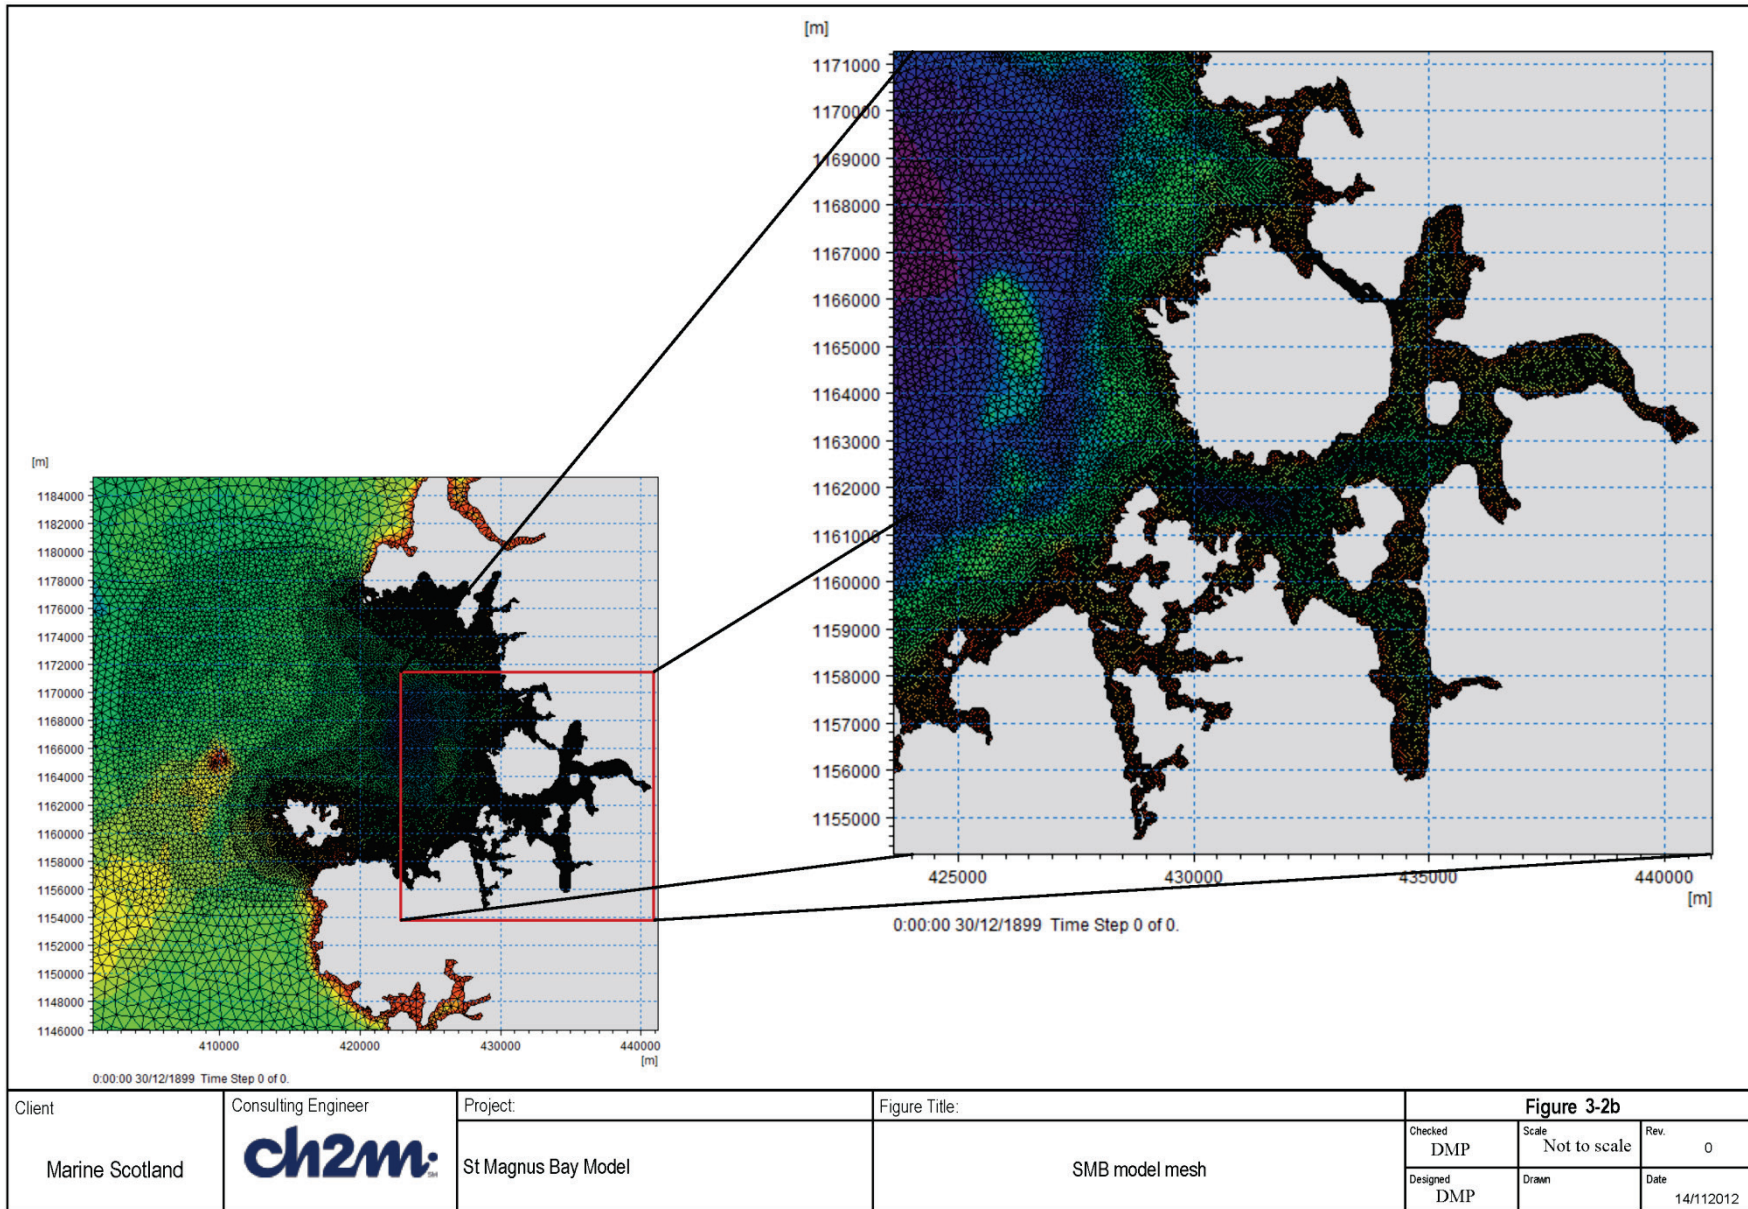 [m]
1171000
1170000
1169000
1168000
1167000
1166000
1165000
1164000
1163000
1162000
1161000
1160000
1159000
1158000
1157000
1156000
1155000
425000 430000 435000 440000
[m]
0:00:00 30/12/1899 Time Step 0 of 0.
[m]
1184000
1182000
1180000
1178000
1176000
1174000
1172000
1170000
1168000
1166000
1164000
1162000
1160000
1158000
1156000
1154000
1152000
1150000
1148000
1146000
410000 420000 430000 440000
[m]
0:00:00 30/12/1899 Time Step 0 of 0.
Client
Marine Scotland
Consulting Engineer
ch2m:
SM
Project:
St Magnus Bay Model
Figure Title:
SMB model mesh
Figure 3-2b
Checked
DMP
Scale
Not to scale
Rev.
0
Designed
DMP
Drawn
Date
14/112012